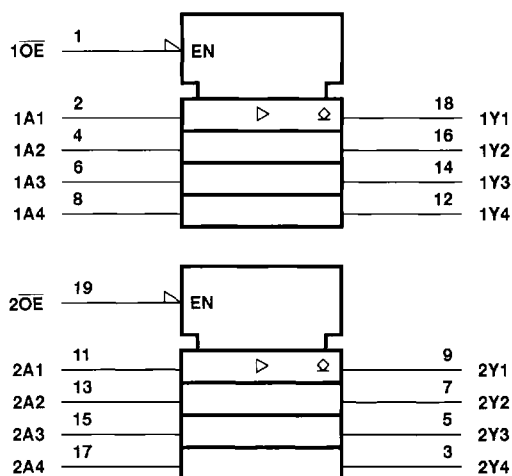 1OE 1 EN
1A1 2 18 1Y1
1A2 4 16 1Y2
1A3 6 14 1Y3
1A4 8 12 1Y4
2OE 19 EN
2A1 11 9 2Y1
2A2 13 7 2Y2
2A3 15 5 2Y3
2A4 17 3 2Y4